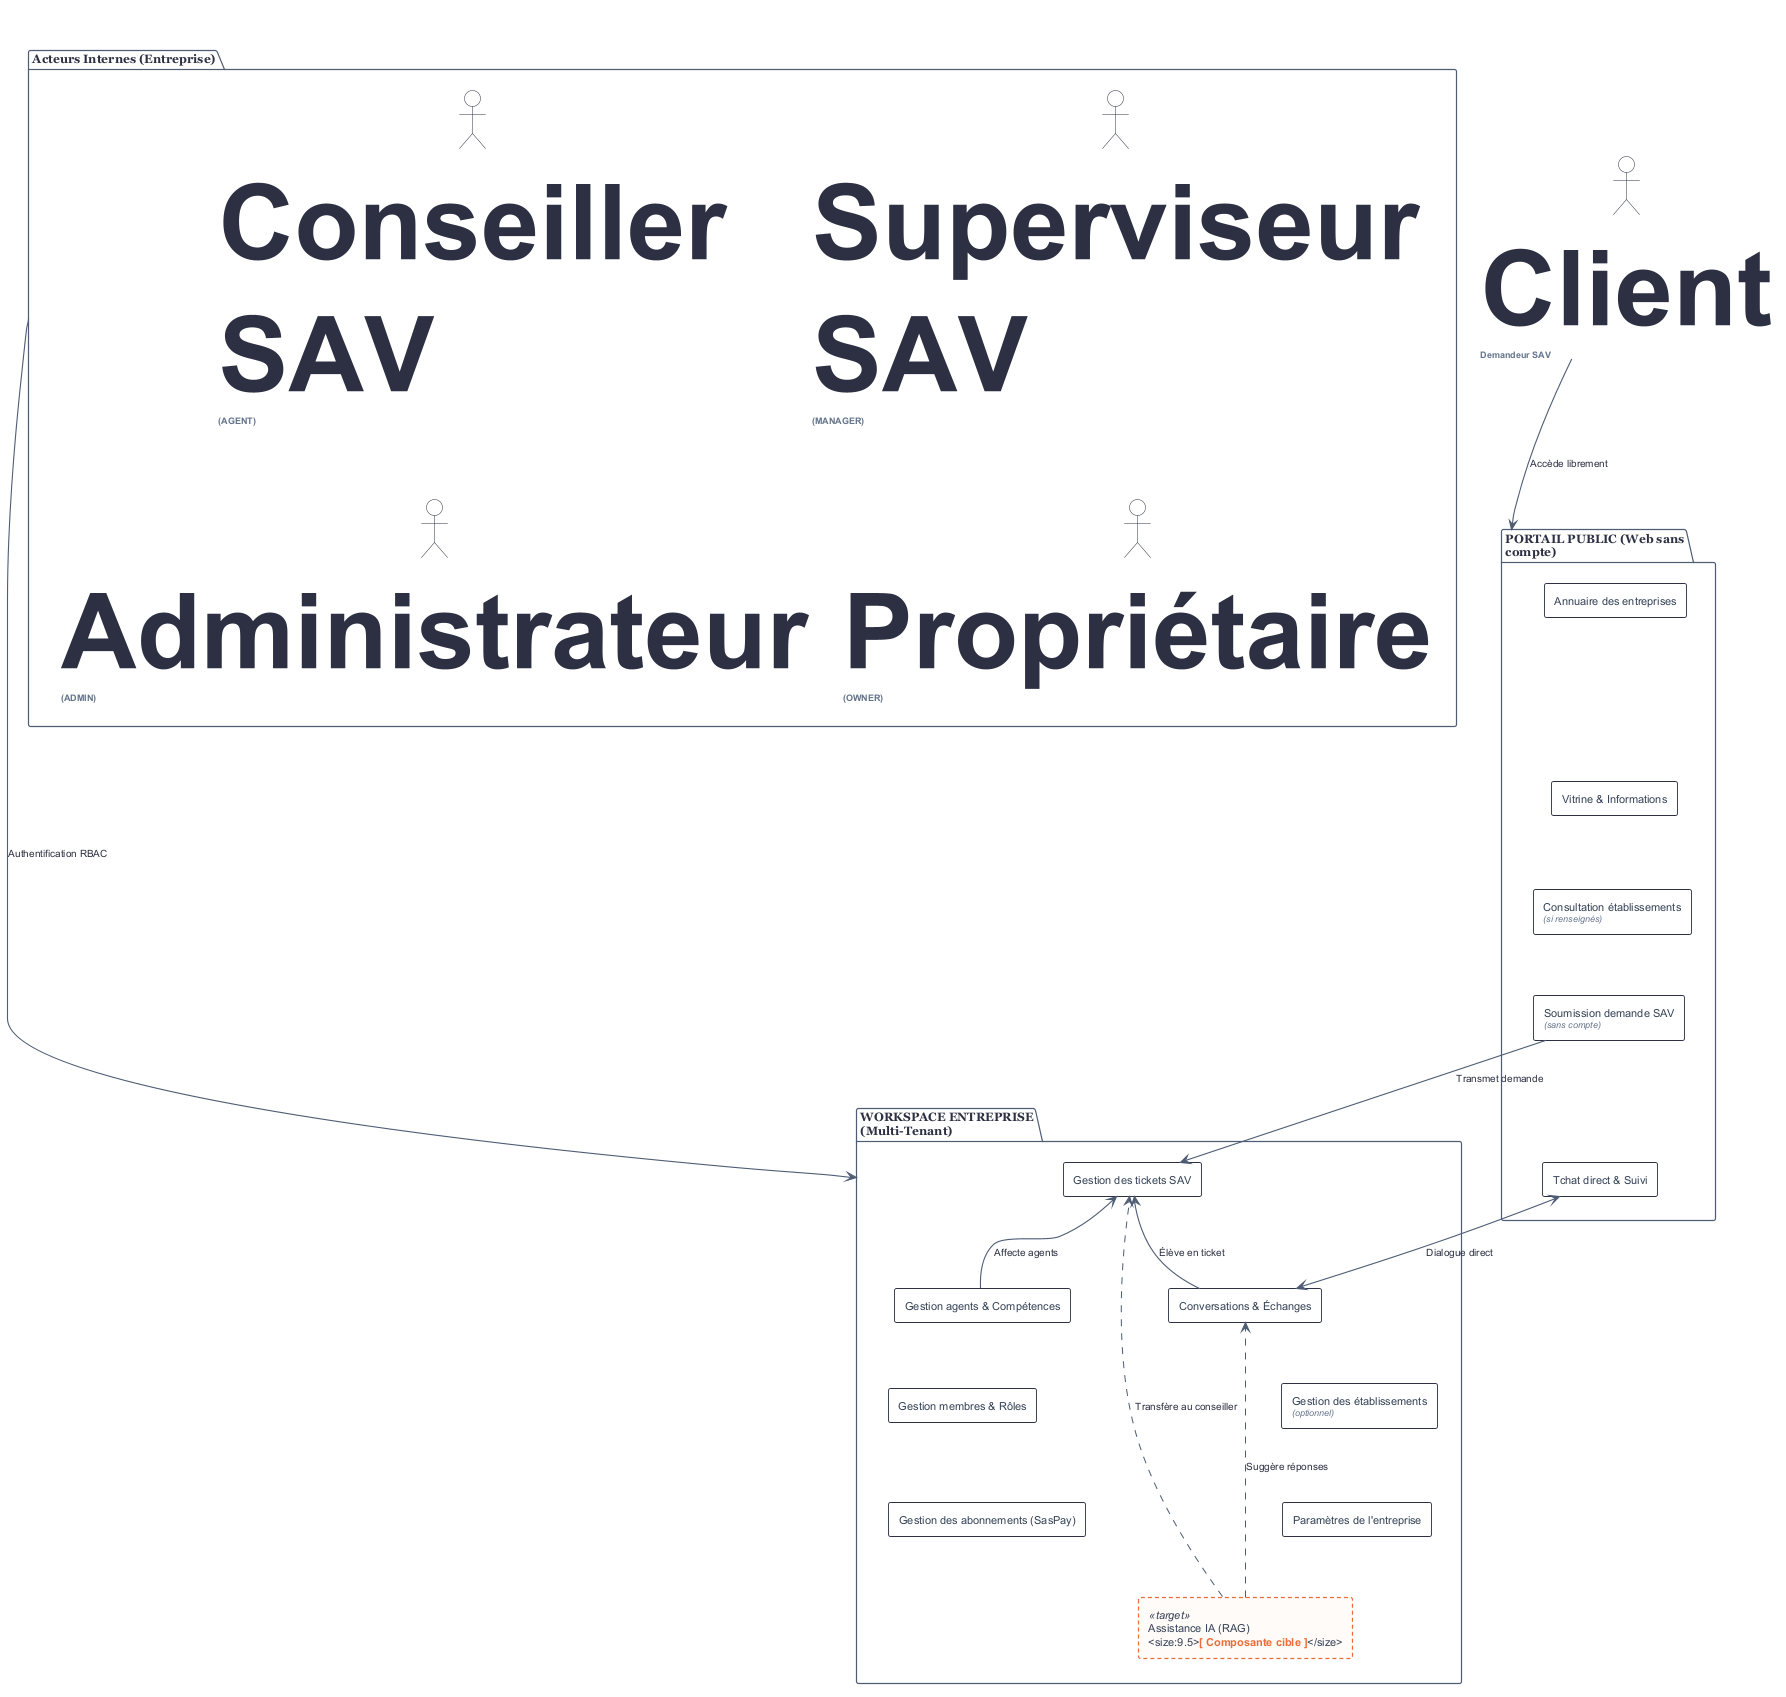 Acteurs Internes (Entreprise)
Conseiller
SAV
(AGENT)
Superviseur
SAV
(MANAGER)
Client
Demandeur SAV
Accède librement
Administrateur
(ADMIN)
Propriétaire
(OWNER)
PORTAIL PUBLIC (Web sans
compte)
Annuaire des entreprises
Vitrine & Informations
Authentification RBAC
Consultation établissements
(si renseignés)
Soumission demande SAV
(sans compte)
Transmet demande
WORKSPACE ENTREPRISE
(Multi-Tenant)
Gestion des tickets SAV
Tchat direct & Suivi
Affecte agents
Élève en ticket
Dialogue direct
Gestion agents & Compétences
Conversations & Échanges
Gestion membres & Rôles
Transfère au conseiller
Gestion des établissements
(optionnel)
Suggère réponses
Gestion des abonnements (SasPay)
Paramètres de l'entreprise
«target»
Assistance IA (RAG)
<size:9.5>[ Composante cible ]</size>